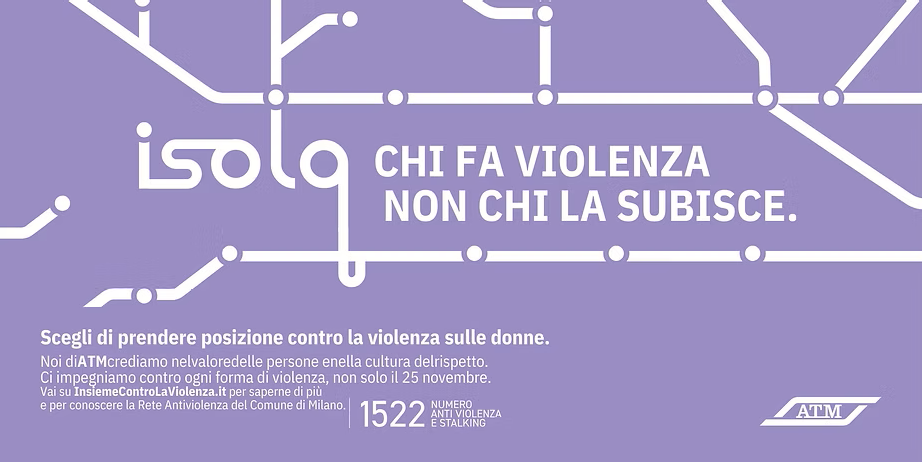 isola CHI FA VIOLENZA
NON CHI LA SUBISCE.
Scegli di prendere posizione contro la violenza sulle donne.
Noi diATMcrediamo nelvaloredelle persone enella cultura delrispetto.
Ci impegniamo contro ogni forma di violenza, non solo il 25 novembre.
Vai su InsiemeControLaViolenza.it per saperne di più
e per conoscere la Rete Antiviolenza del Comune di Milano.
1522 NUMERO
ANTI VIOLENZA
E STALKING
ATM